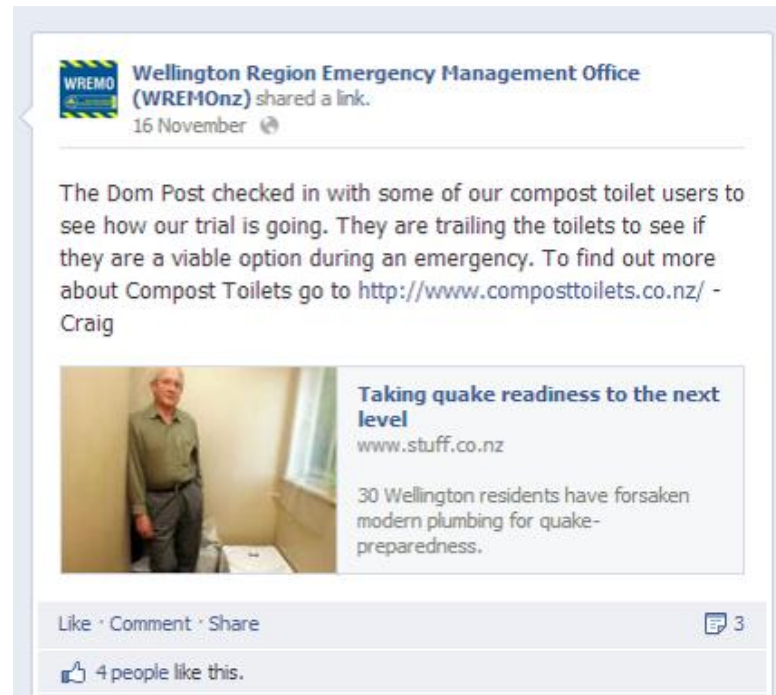 WREMO
Wellington Region Emergency Management Office
(WREMOnz) shared a link.
16 November
The Dom Post checked in with some of our compost toilet users to
see how our trial is going. They are trailing the toilets to see if
they are a viable option during an emergency. To find out more
about Compost Toilets go to http://www.composttoilets.co.nz/ -
Craig
Taking quake readiness to the next
level
www.stuff.co.nz
30 Wellington residents have forsaken
modern plumbing for quake-
preparedness.
Like · Comment · Share
3
4 people like this.